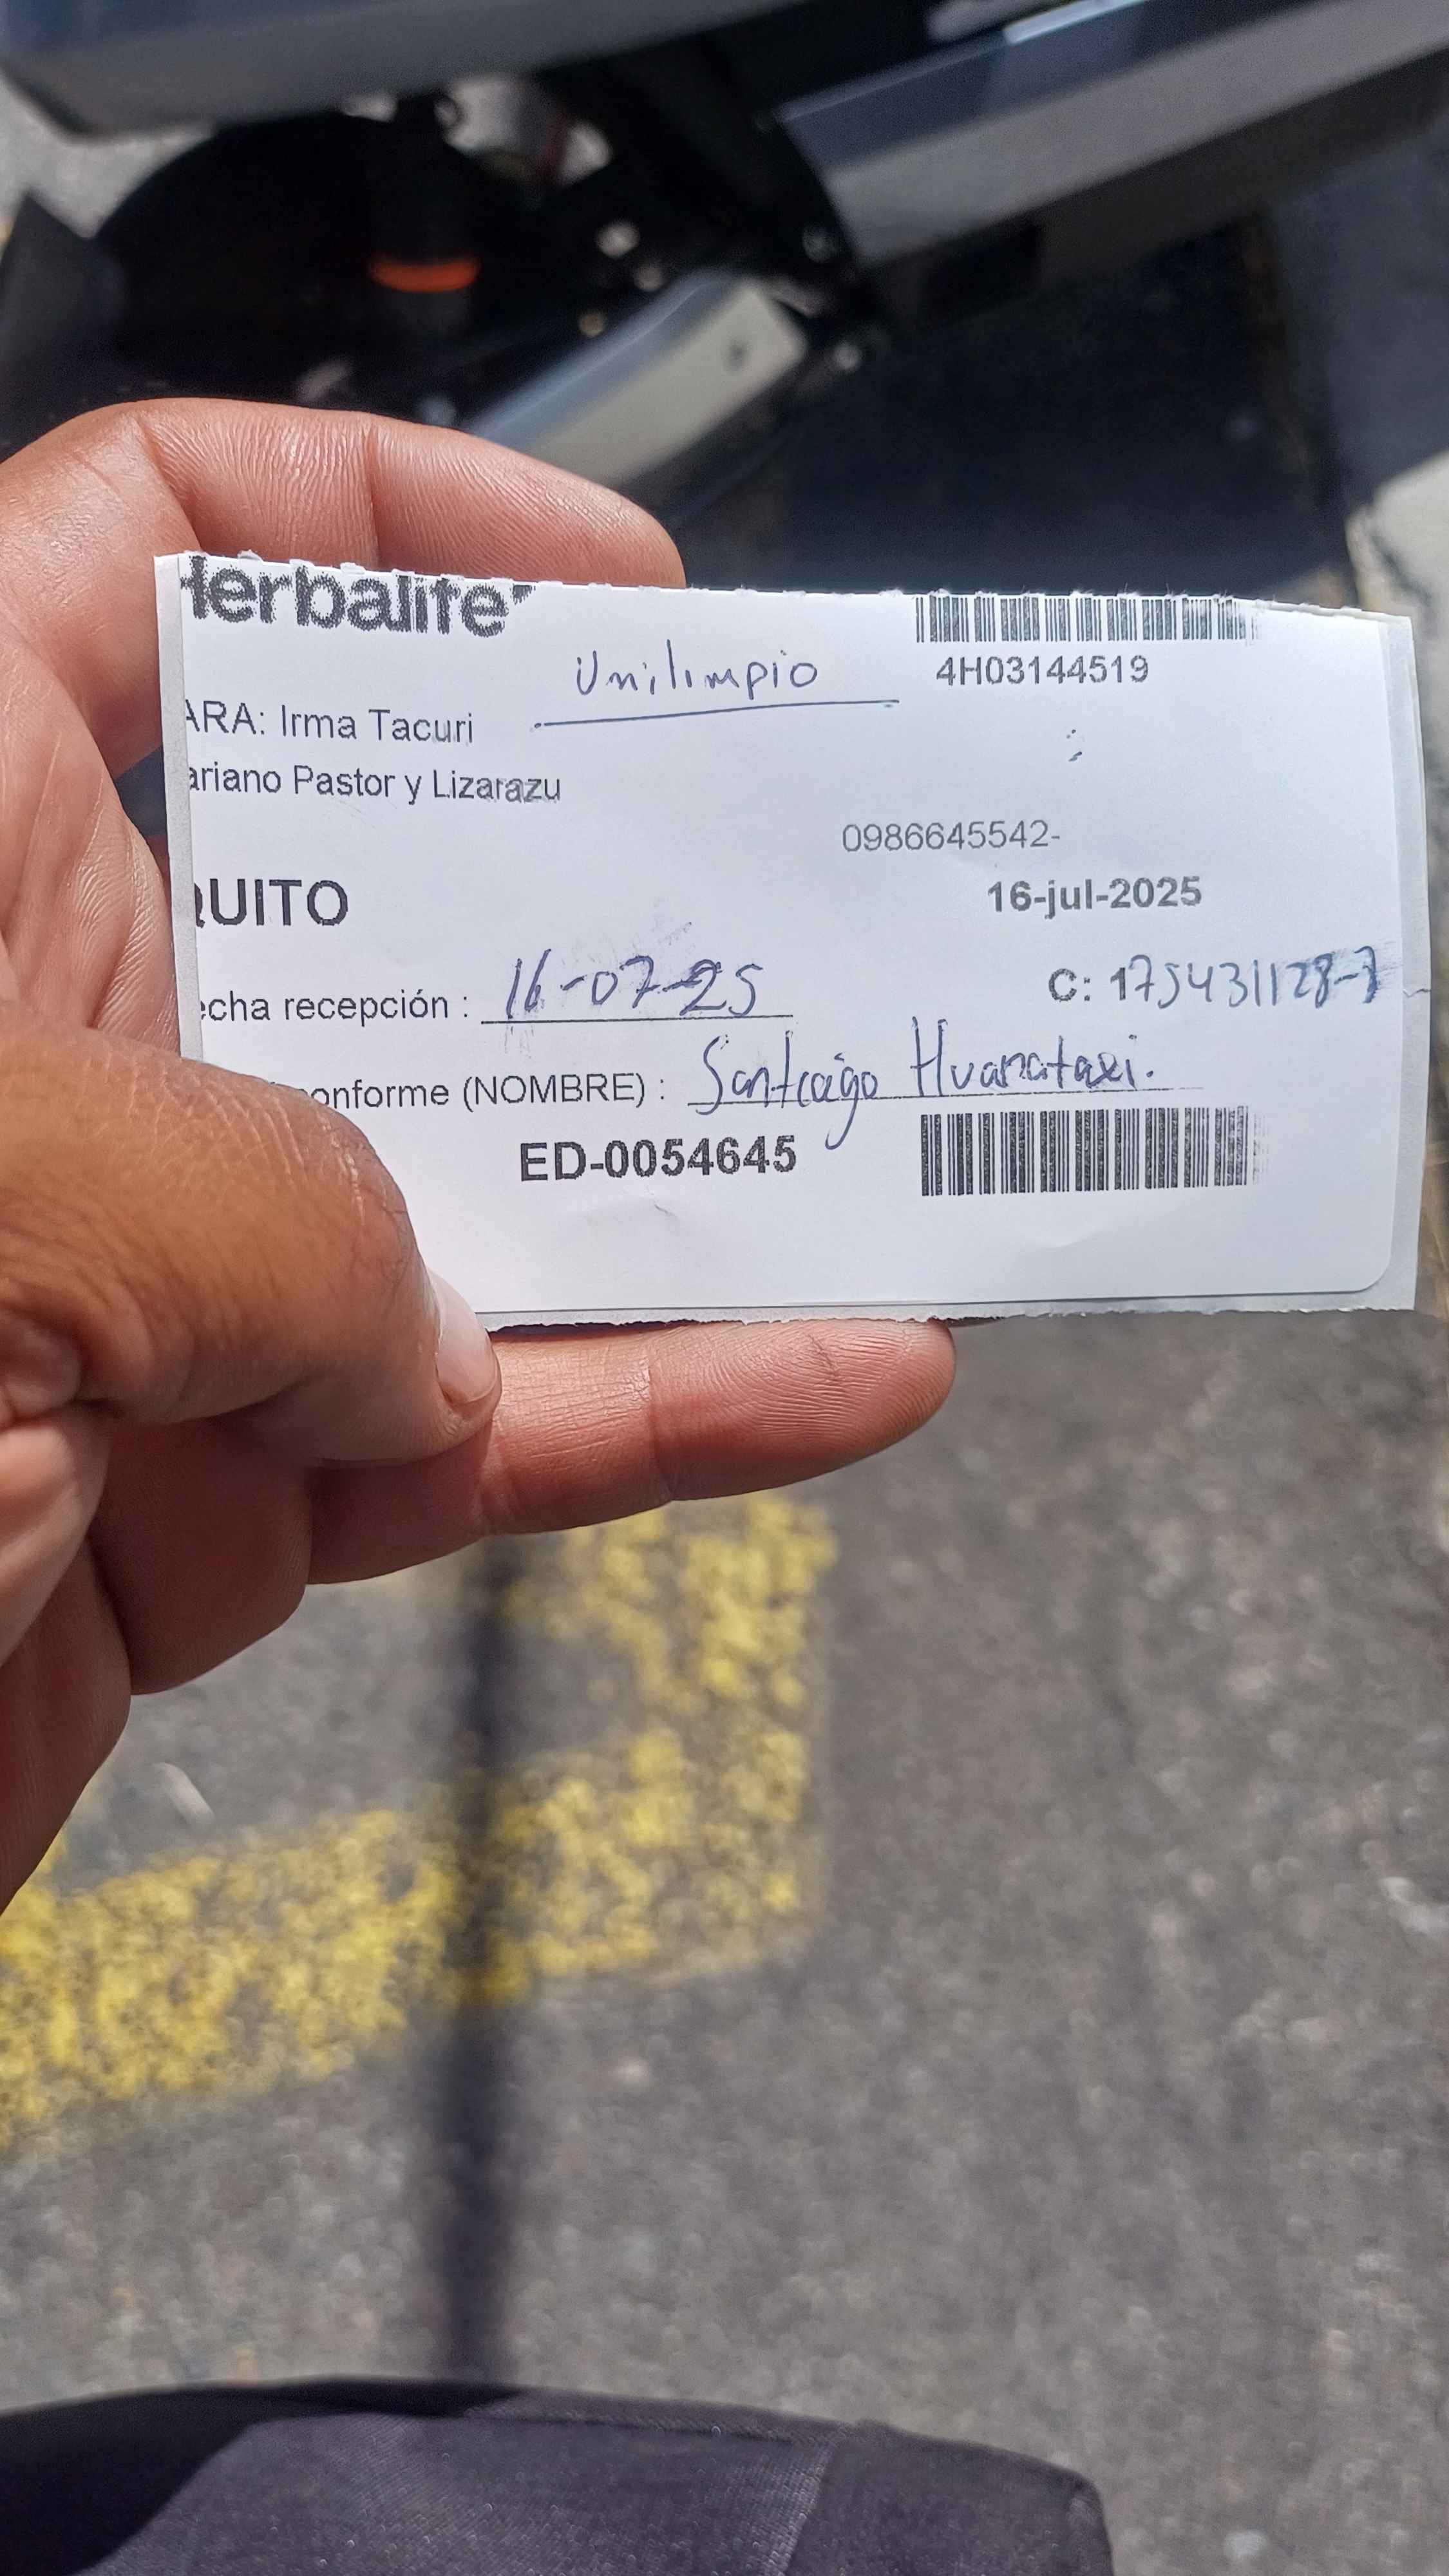 Herbalife
Unilimpio
4H03144519
ARA: Irma Tacuri
ariano Pastor y Lizarazu
0986645542-
QUITO
16-jul-2025
echa recepción : 16-07-25
C: 175431128-7
onforme (NOMBRE) : Santiago Huanataxi.
ED-0054645